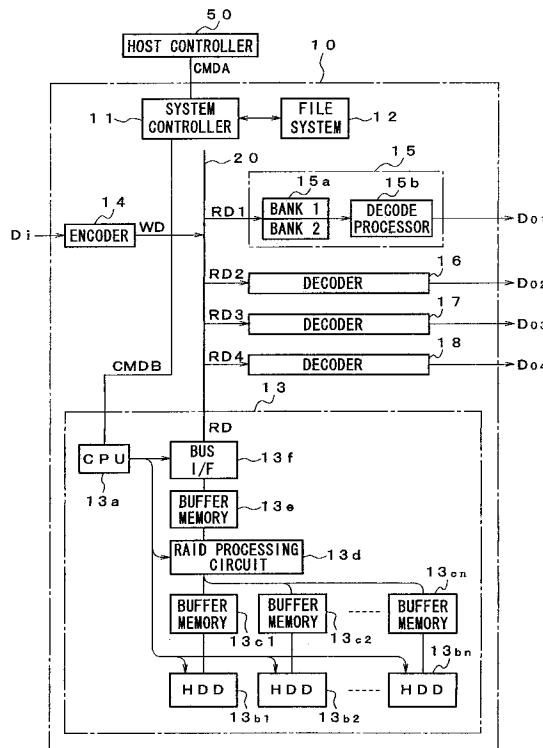 50
HOST CONTROLLER
CMDA
10
SYSTEM
CONTROLLER
11
FILE
SYSTEM
12
20
15
15a
15b
14
RD1
BANK 1
BANK 2
DECODE
PROCESSOR
Do1
Di
ENCODER
WD
16
RD2
DECODER
Do2
17
RD3
DECODER
Do3
18
RD4
DECODER
Do4
CMDB
13
RD
CPU
13a
BUS
I/F
13f
BUFFER
MEMORY
13e
RAID PROCESSING
CIRCUIT
13d
13cn
BUFFER
MEMORY
13c1
BUFFER
MEMORY
13c2
BUFFER
MEMORY
13bn
HDD
13b1
HDD
13b2
HDD